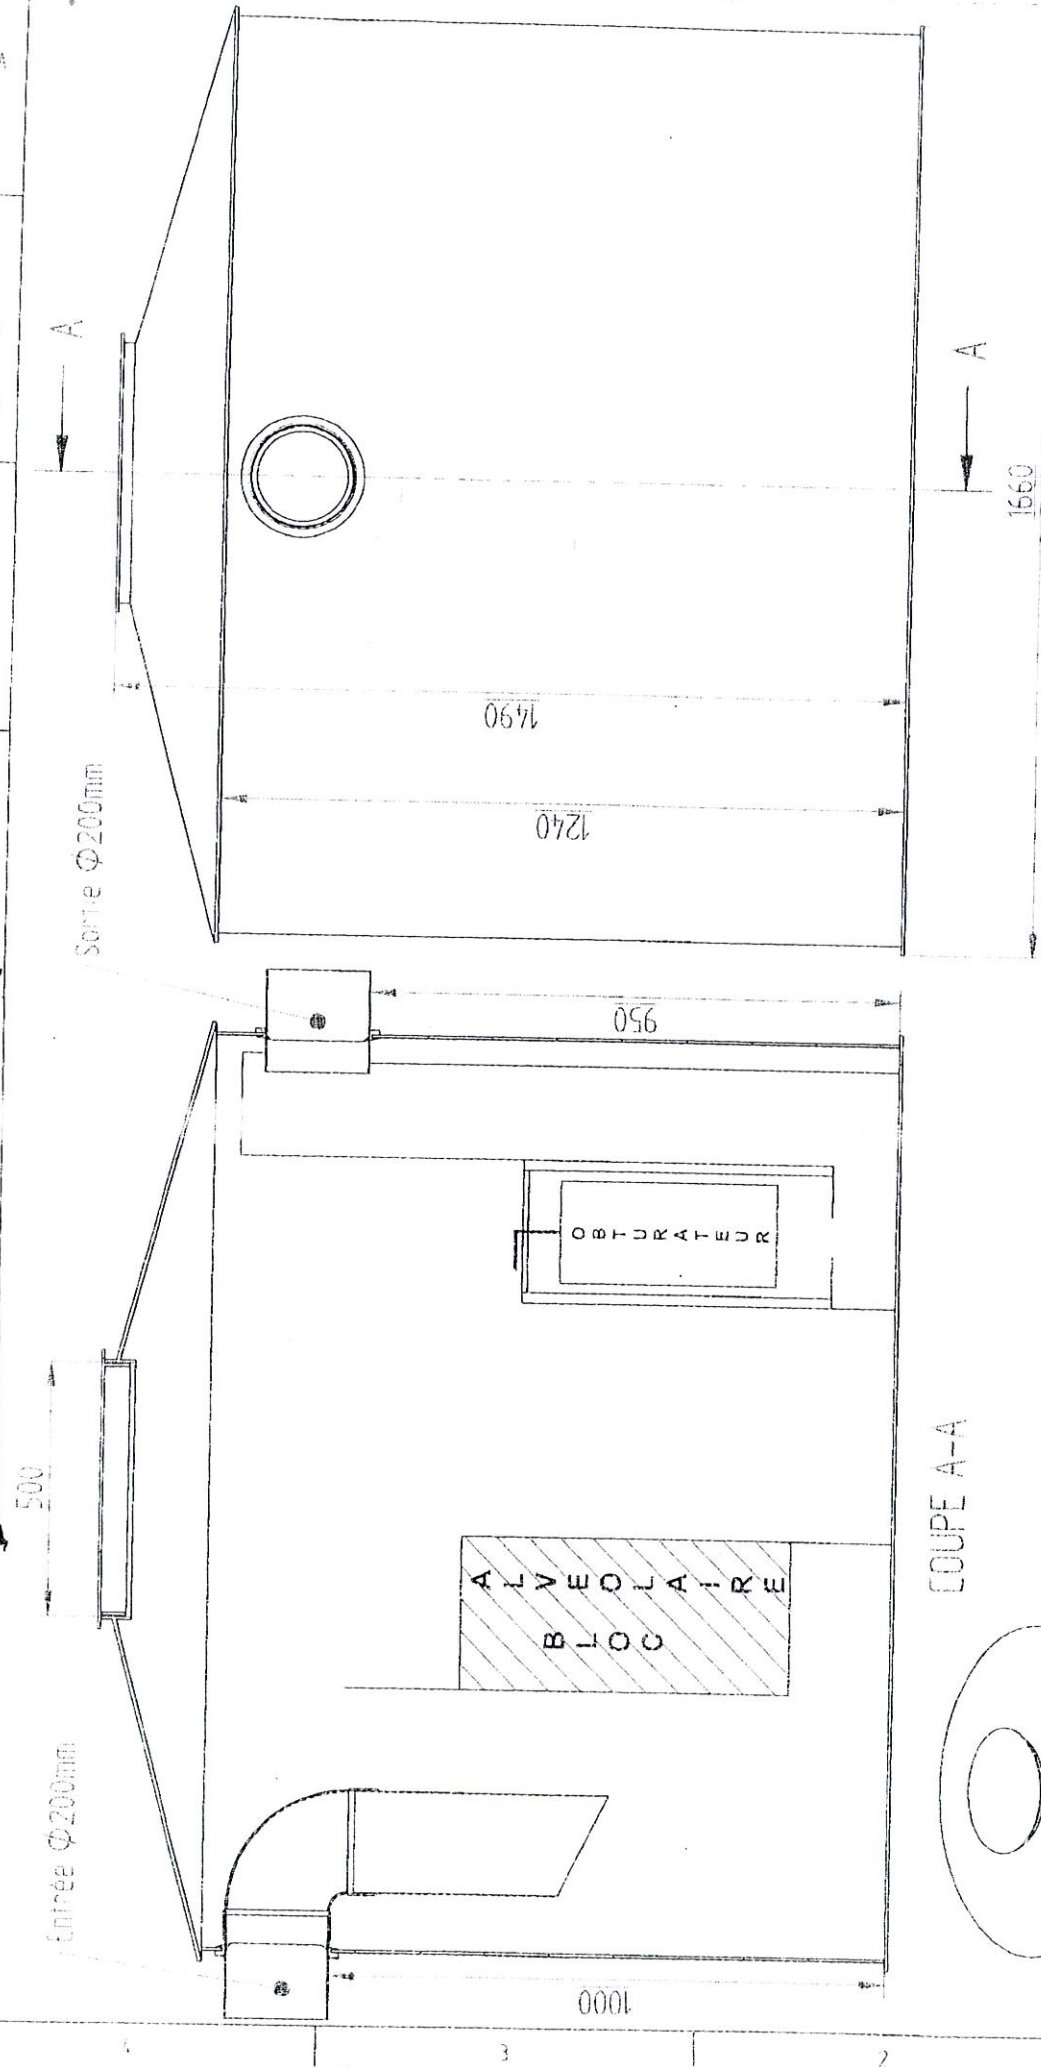 Entrée Φ200mm
500
Sortie Φ200mm
A
1000
ALVEOLAIRE
BLOC
OBTURATEUR
950
1240
1490
A
1660
COUPE A-A
3
2